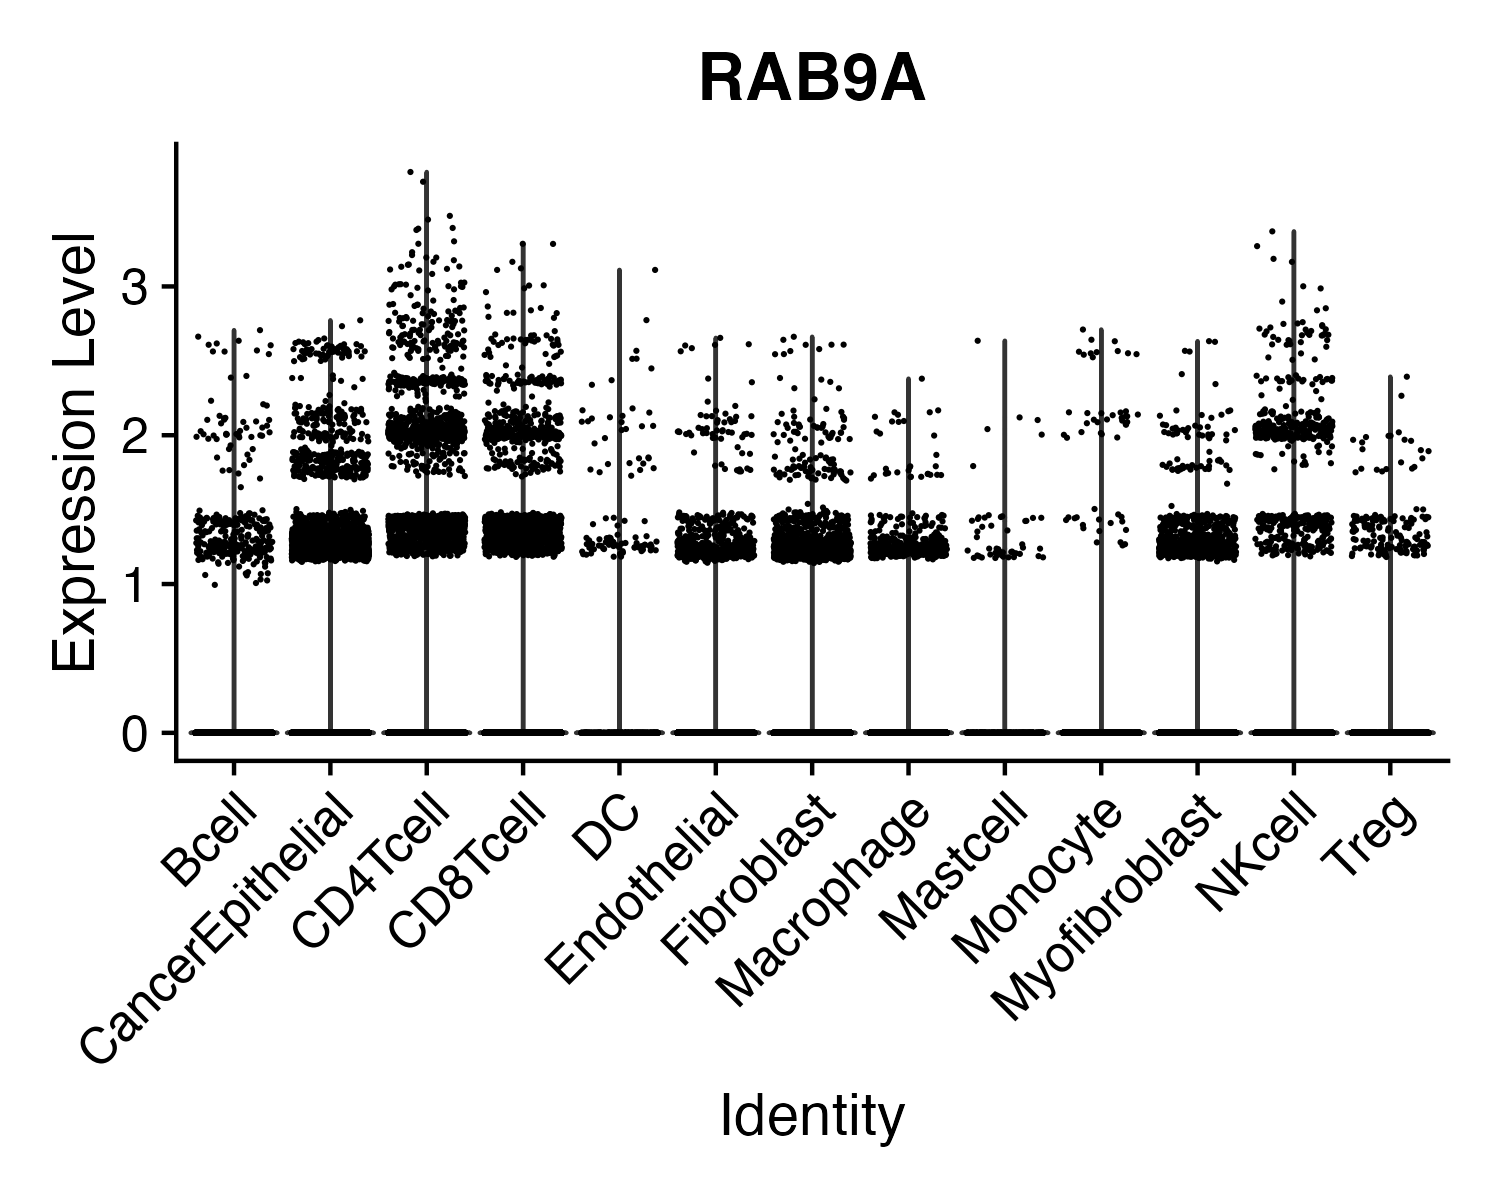 RAB9A
Expression Level
3
2
1
0
Bcell
CancerEpithelial
CD4Tcell
CD8Tcell
DC
Endothelial
Fibroblast
Macrophage
Mastcell
Monocyte
Myofibroblast
NKcell
Treg
Identity